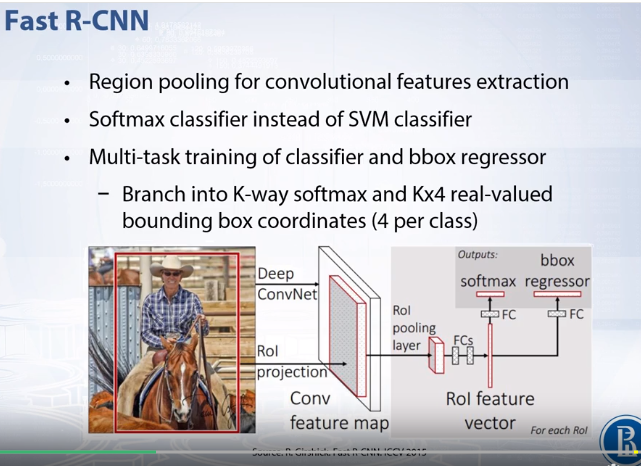 Fast R-CNN
• Region pooling for convolutional features extraction
• Softmax classifier instead of SVM classifier
• Multi-task training of classifier and bbox regressor
– Branch into K-way softmax and Kx4 real-valued
bounding box coordinates (4 per class)
Deep
ConvNet
RoI
projection
Conv
feature map
RoI
pooling
layer
FCs
Outputs:
softmax
bbox
regressor
FC
FC
RoI feature
vector
For each RoI
Source: R. Girshick, Fast R-CNN, ICCV 2015